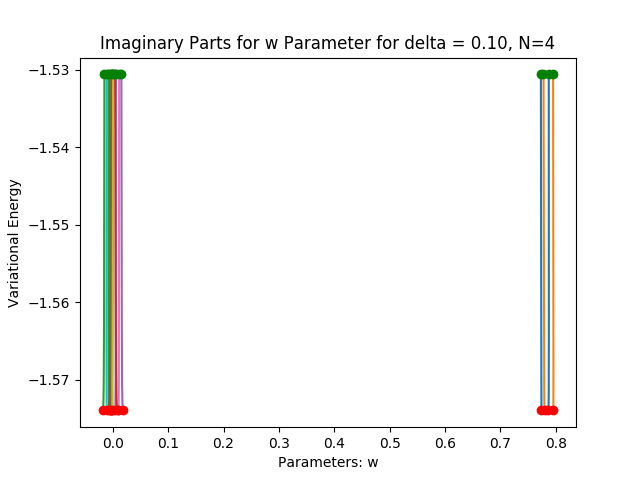 Imaginary Parts for w Parameter for delta = 0.10, N=4
−1.53
−1.54
−1.55
−1.56
−1.57
Variational Energy
0.0 0.1 0.2 0.3 0.4 0.5 0.6 0.7 0.8
Parameters: w